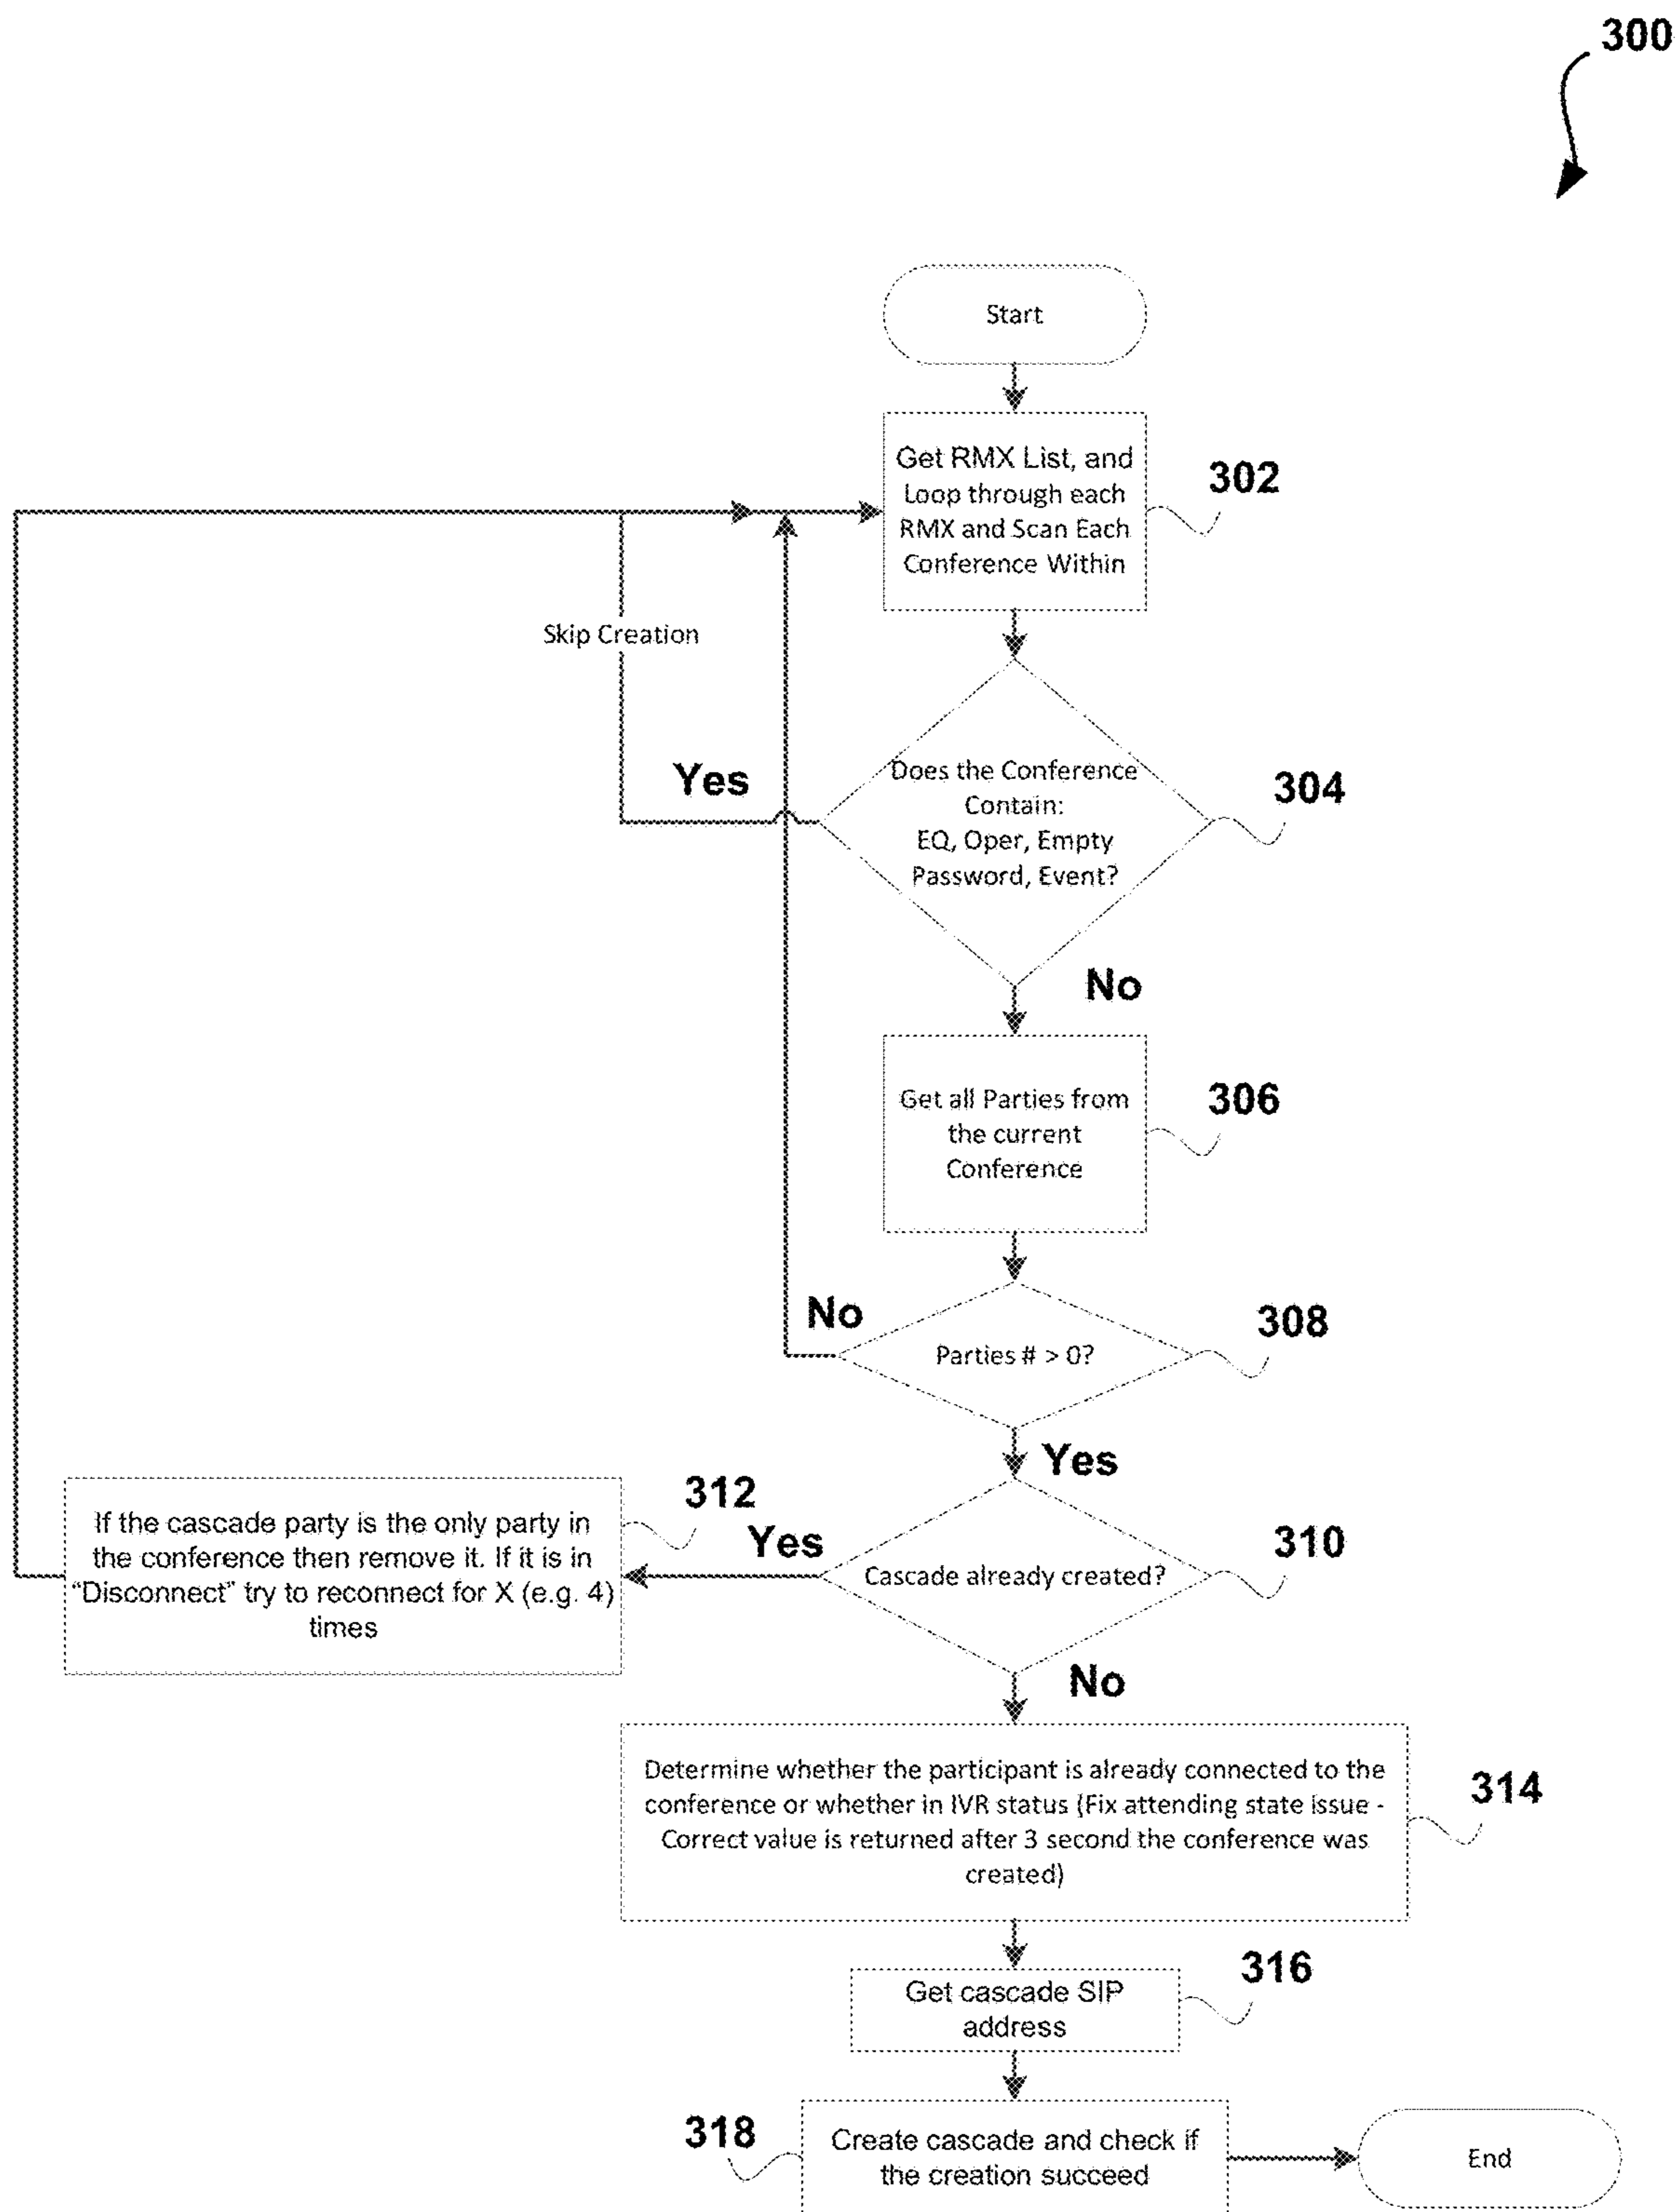 300
Start
Get RMX List, and
Loop through each
RMX and Scan Each
Conference Within
302
Skip Creation
Does the Conference
Contain:
EQ, Oper, Empty
Password, Event?
304
Yes
No
Get all Parties from
the current
Conference
306
Parties # > 0?
308
No
Yes
Cascade already created?
310
Yes
312
If the cascade party is the only party in
the conference then remove it. If it is in
"Disconnect" try to reconnect for X (e.g. 4)
times
No
Determine whether the participant is already connected to the
conference or whether in IVR status (Fix attending state issue -
Correct value is returned after 3 second the conference was
created)
314
Get cascade SIP
address
316
318
Create cascade and check if
the creation succeed
End